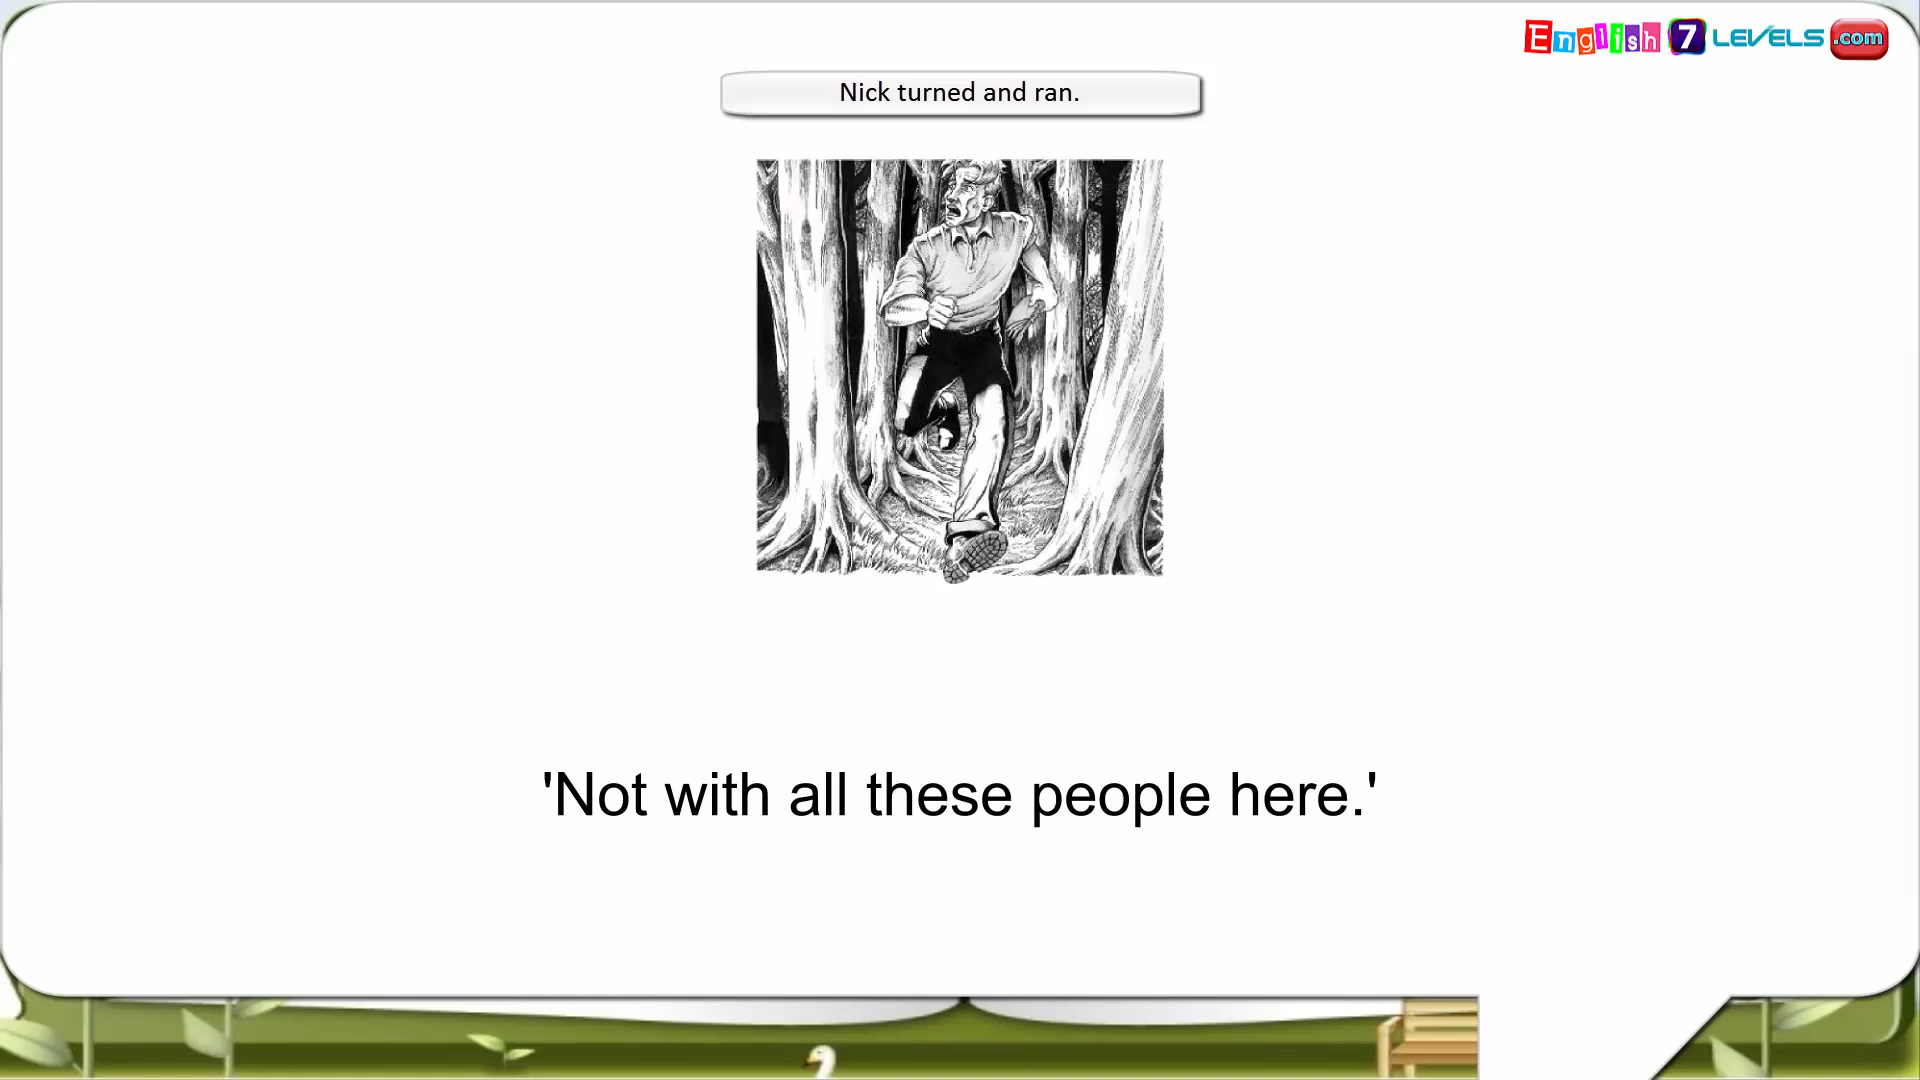 English 7 LEVELS .com
Nick turned and ran.
'Not with all these people here.'